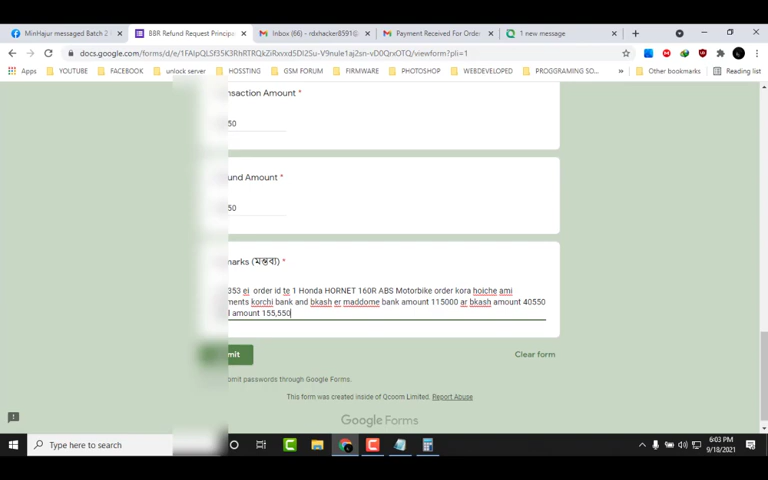 MinHajur messaged Batch 2
BBR Refund Request Principe
Inbox (66) - rdxhacker8591@
Payment Received For Order
1 new message
docs.google.com/forms/d/e/1FAIpQLSf35K3RhRTRQkZiRxvxd5DI2Su-V9nule1aj2sn-vD0QrxOTQ/viewform?pli=1
Apps YOUTUBE FACEBOOK unlock server HOSSTING GSM FORUM FIRMWARE PHOTOSHOP WEBDEVELOPED PROGGRAMING SO... » Other bookmarks Reading list
nsaction Amount *
50
und Amount *
50
marks (মন্তব্য) *
353 ei order id te 1 Honda HORNET 160R ABS Motorbike order kora hoiche ami
ments korchi bank and bkash er maddome bank amount 115000 ar bkash amount 40550
l amount 155,550
mit
Clear form
omit passwords through Google Forms.
This form was created inside of Qcoom Limited. Report Abuse
Google Forms
Type here to search
6:03 PM
9/18/2021